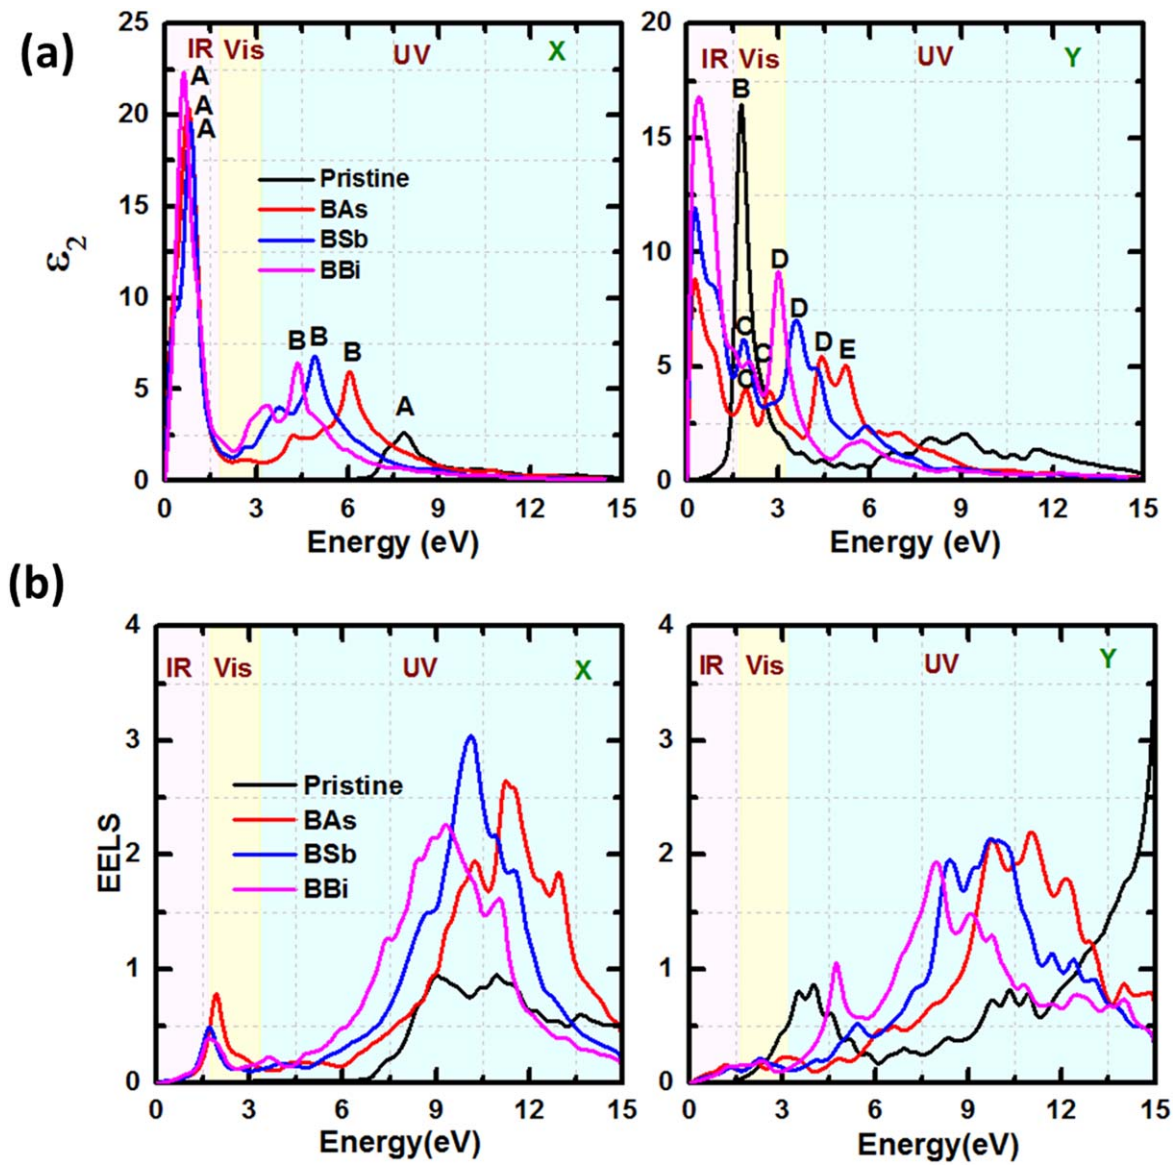 (a)
25
20
15
10
5
0
ε2
IR Vis UV X
A
A
A
Pristine
BAs
BSb
BBi
B B B A
0 3 6 9 12 15
Energy (eV)
20
15
10
5
0
IR Vis UV Y
B
D
C D
C D E
C
0 3 6 9 12 15
Energy (eV)
(b)
4
3
2
1
0
EELS
IR Vis UV X
Pristine
BAs
BSb
BBi
0 3 6 9 12 15
Energy(eV)
4
3
2
1
0
IR Vis UV Y
0 3 6 9 12 15
Energy(eV)